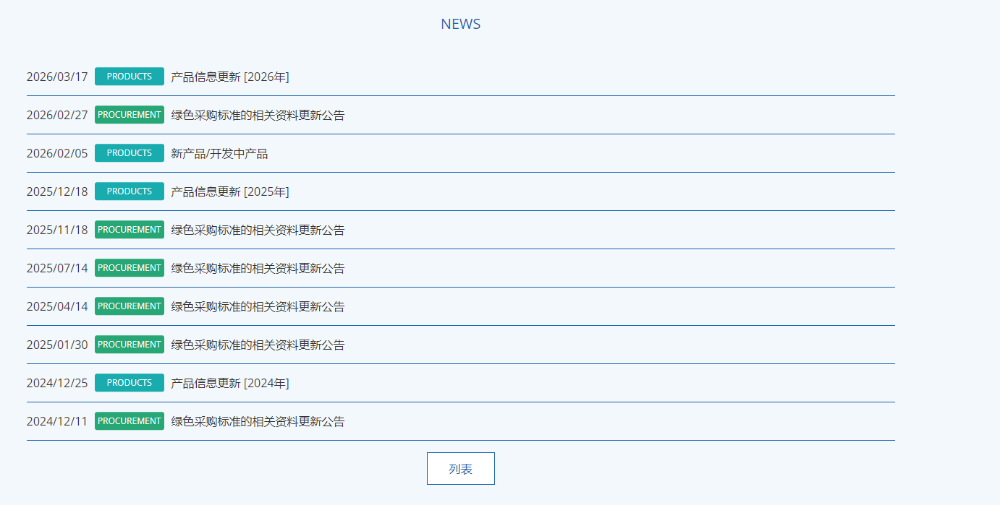 NEWS
2026/03/17 PRODUCTS 产品信息更新 [2026年]
2026/02/27 PROCUREMENT 绿色采购标准的相关资料更新公告
2026/02/05 PRODUCTS 新产品/开发中产品
2025/12/18 PRODUCTS 产品信息更新 [2025年]
2025/11/18 PROCUREMENT 绿色采购标准的相关资料更新公告
2025/07/14 PROCUREMENT 绿色采购标准的相关资料更新公告
2025/04/14 PROCUREMENT 绿色采购标准的相关资料更新公告
2025/01/30 PROCUREMENT 绿色采购标准的相关资料更新公告
2024/12/25 PRODUCTS 产品信息更新 [2024年]
2024/12/11 PROCUREMENT 绿色采购标准的相关资料更新公告
列表